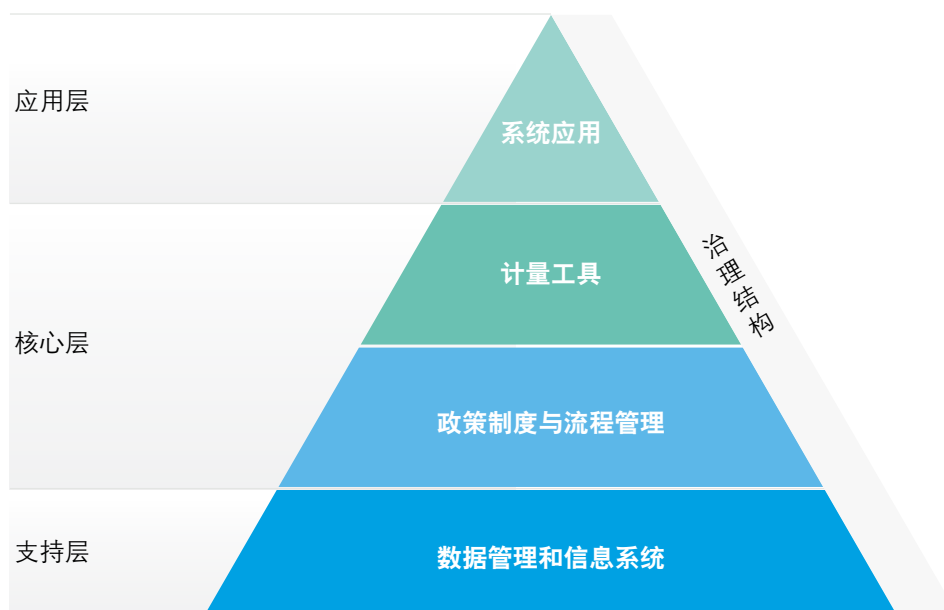 应用层
系统应用
核心层
计量工具
治理结构
政策制度与流程管理
支持层
数据管理和信息系统